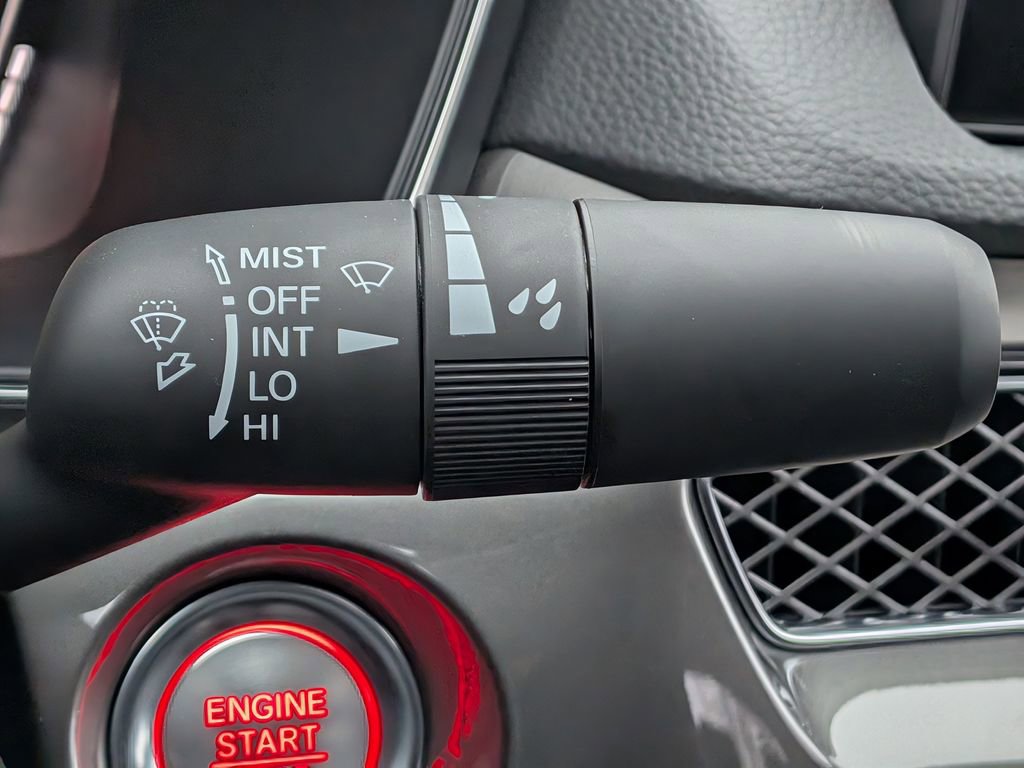 MIST
OFF
INT
LO
HI
ENGINE
START